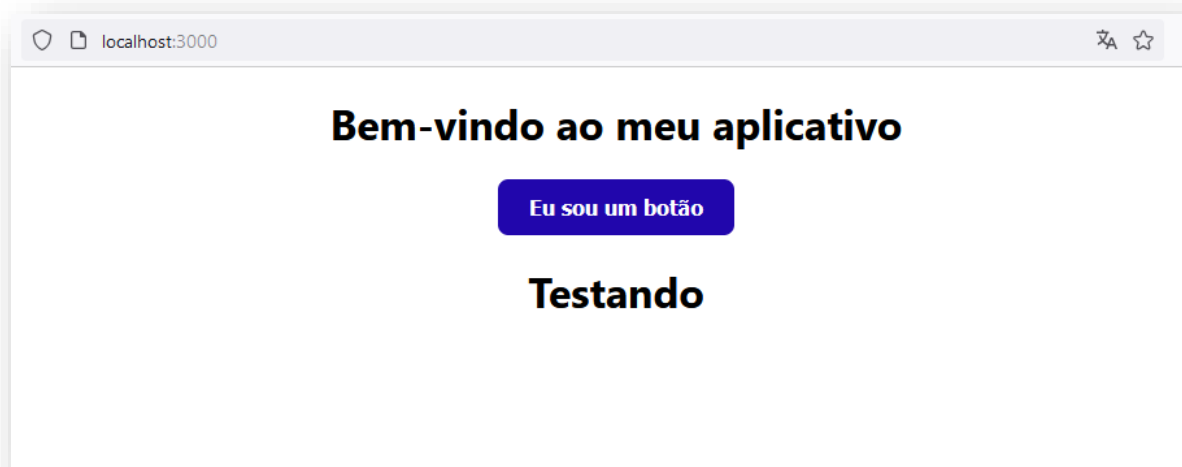 localhost:3000
Bem-vindo ao meu aplicativo
Eu sou um botão
Testando